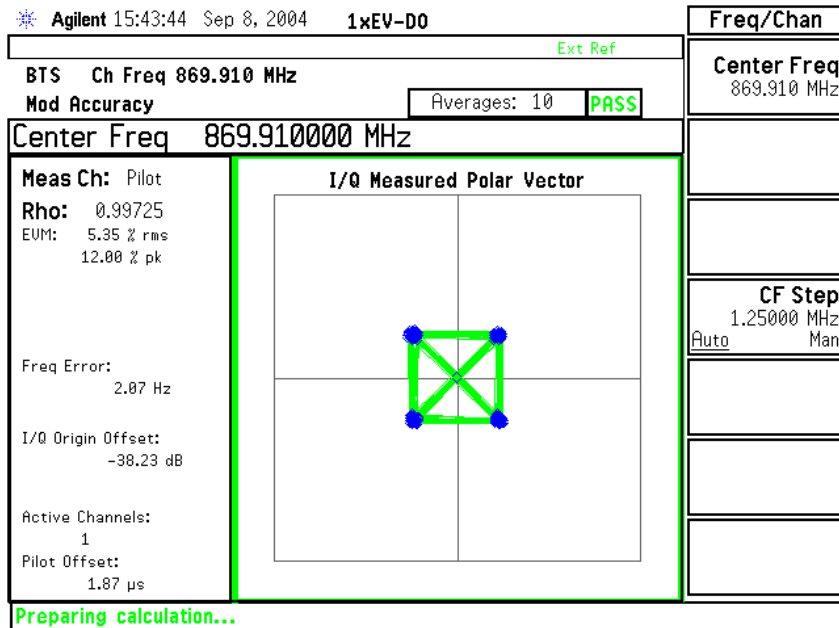 Agilent 15:43:44 Sep 8, 2004 1xEV-DO
Ext Ref
BTS Ch Freq 869.910 MHz
Mod Accuracy
Averages: 10 PASS
Center Freq 869.910000 MHz
Meas Ch: Pilot
Rho: 0.99725
EVM: 5.35 % rms
12.00 % pk
Freq Error:
2.07 Hz
I/Q Origin Offset:
-38.23 dB
Active Channels:
1
Pilot Offset:
1.87 µs
I/Q Measured Polar Vector
Preparing calculation...
Freq/Chan
Center Freq
869.910 MHz
CF Step
1.25000 MHz
Auto Man